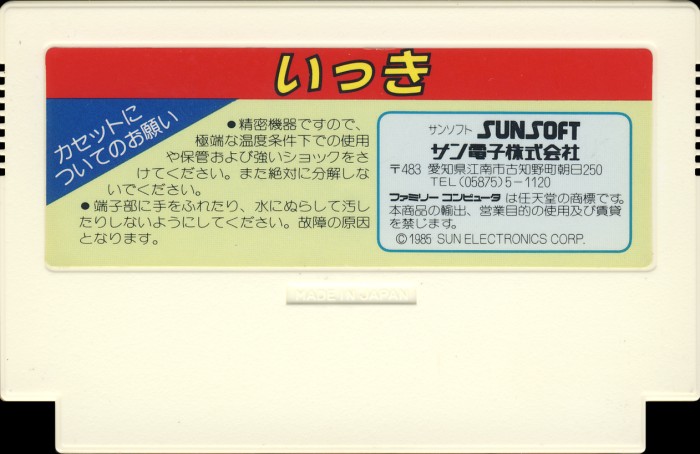 いっき
カセットに
ついてのお願い
●精密機器ですので、
極端な温度条件下での使用
や保管および強いショックをさ
けてください。また絶対に分解しな
いでください。
●端子部に手をふれたり、水にぬらして汚し
たりしないようにしてください。故障の原因
となります。
サンソフト SUNSOFT
サン電子株式会社
〒483 愛知県江南市古知野町朝日250
TEL(05875)5-1120
ファミリーコンピュータは任天堂の商標です。
本商品の輸出、営業目的の使用及び賃貸
を禁じます。
©1985 SUN ELECTRONICS CORP.
MADE IN JAPAN